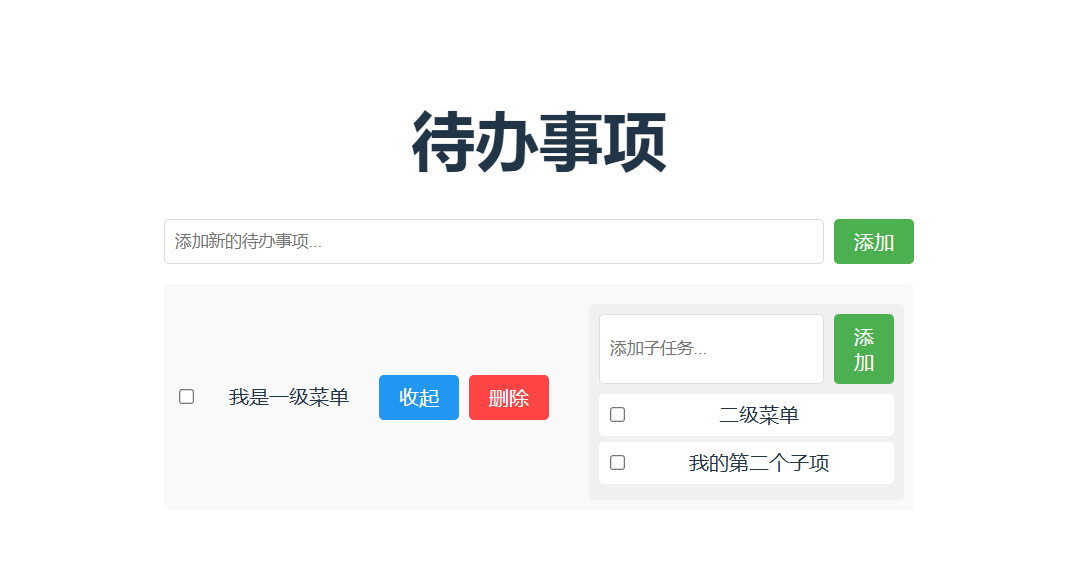 待办事项
添加新的待办事项...
添加
我是一级菜单
收起
删除
添加子任务...
添
加
二级菜单
我的第二个子项